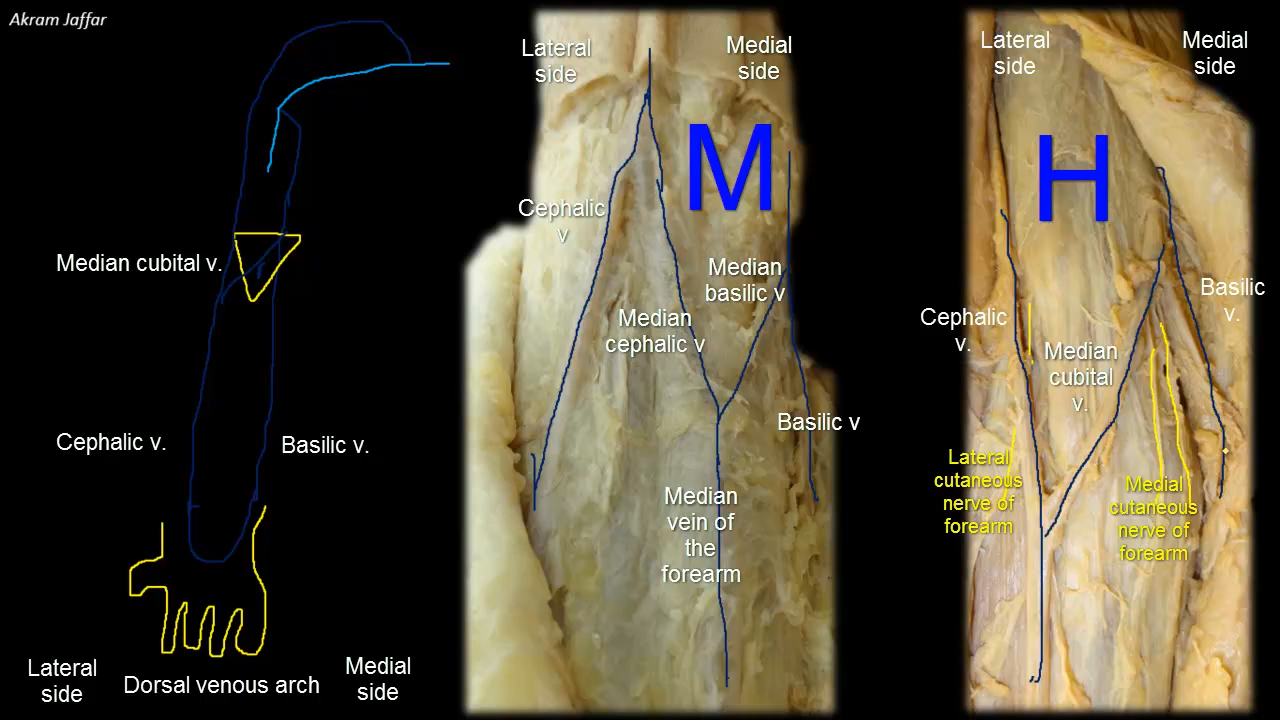 Akram Jaffar
Median cubital v.
Cephalic v.
Basilic v.
Lateral
side
Dorsal venous arch
Medial
side
Lateral
side
Medial
side
M
Cephalic
v
Median
basilic v
Median
cephalic v
Basilic v
Median
vein of
the
forearm
Lateral
side
Medial
side
H
Basilic
v.
Cephalic
v.
Median
cubital
v.
Lateral
cutaneous
nerve of
forearm
Medial
cutaneous
nerve of
forearm